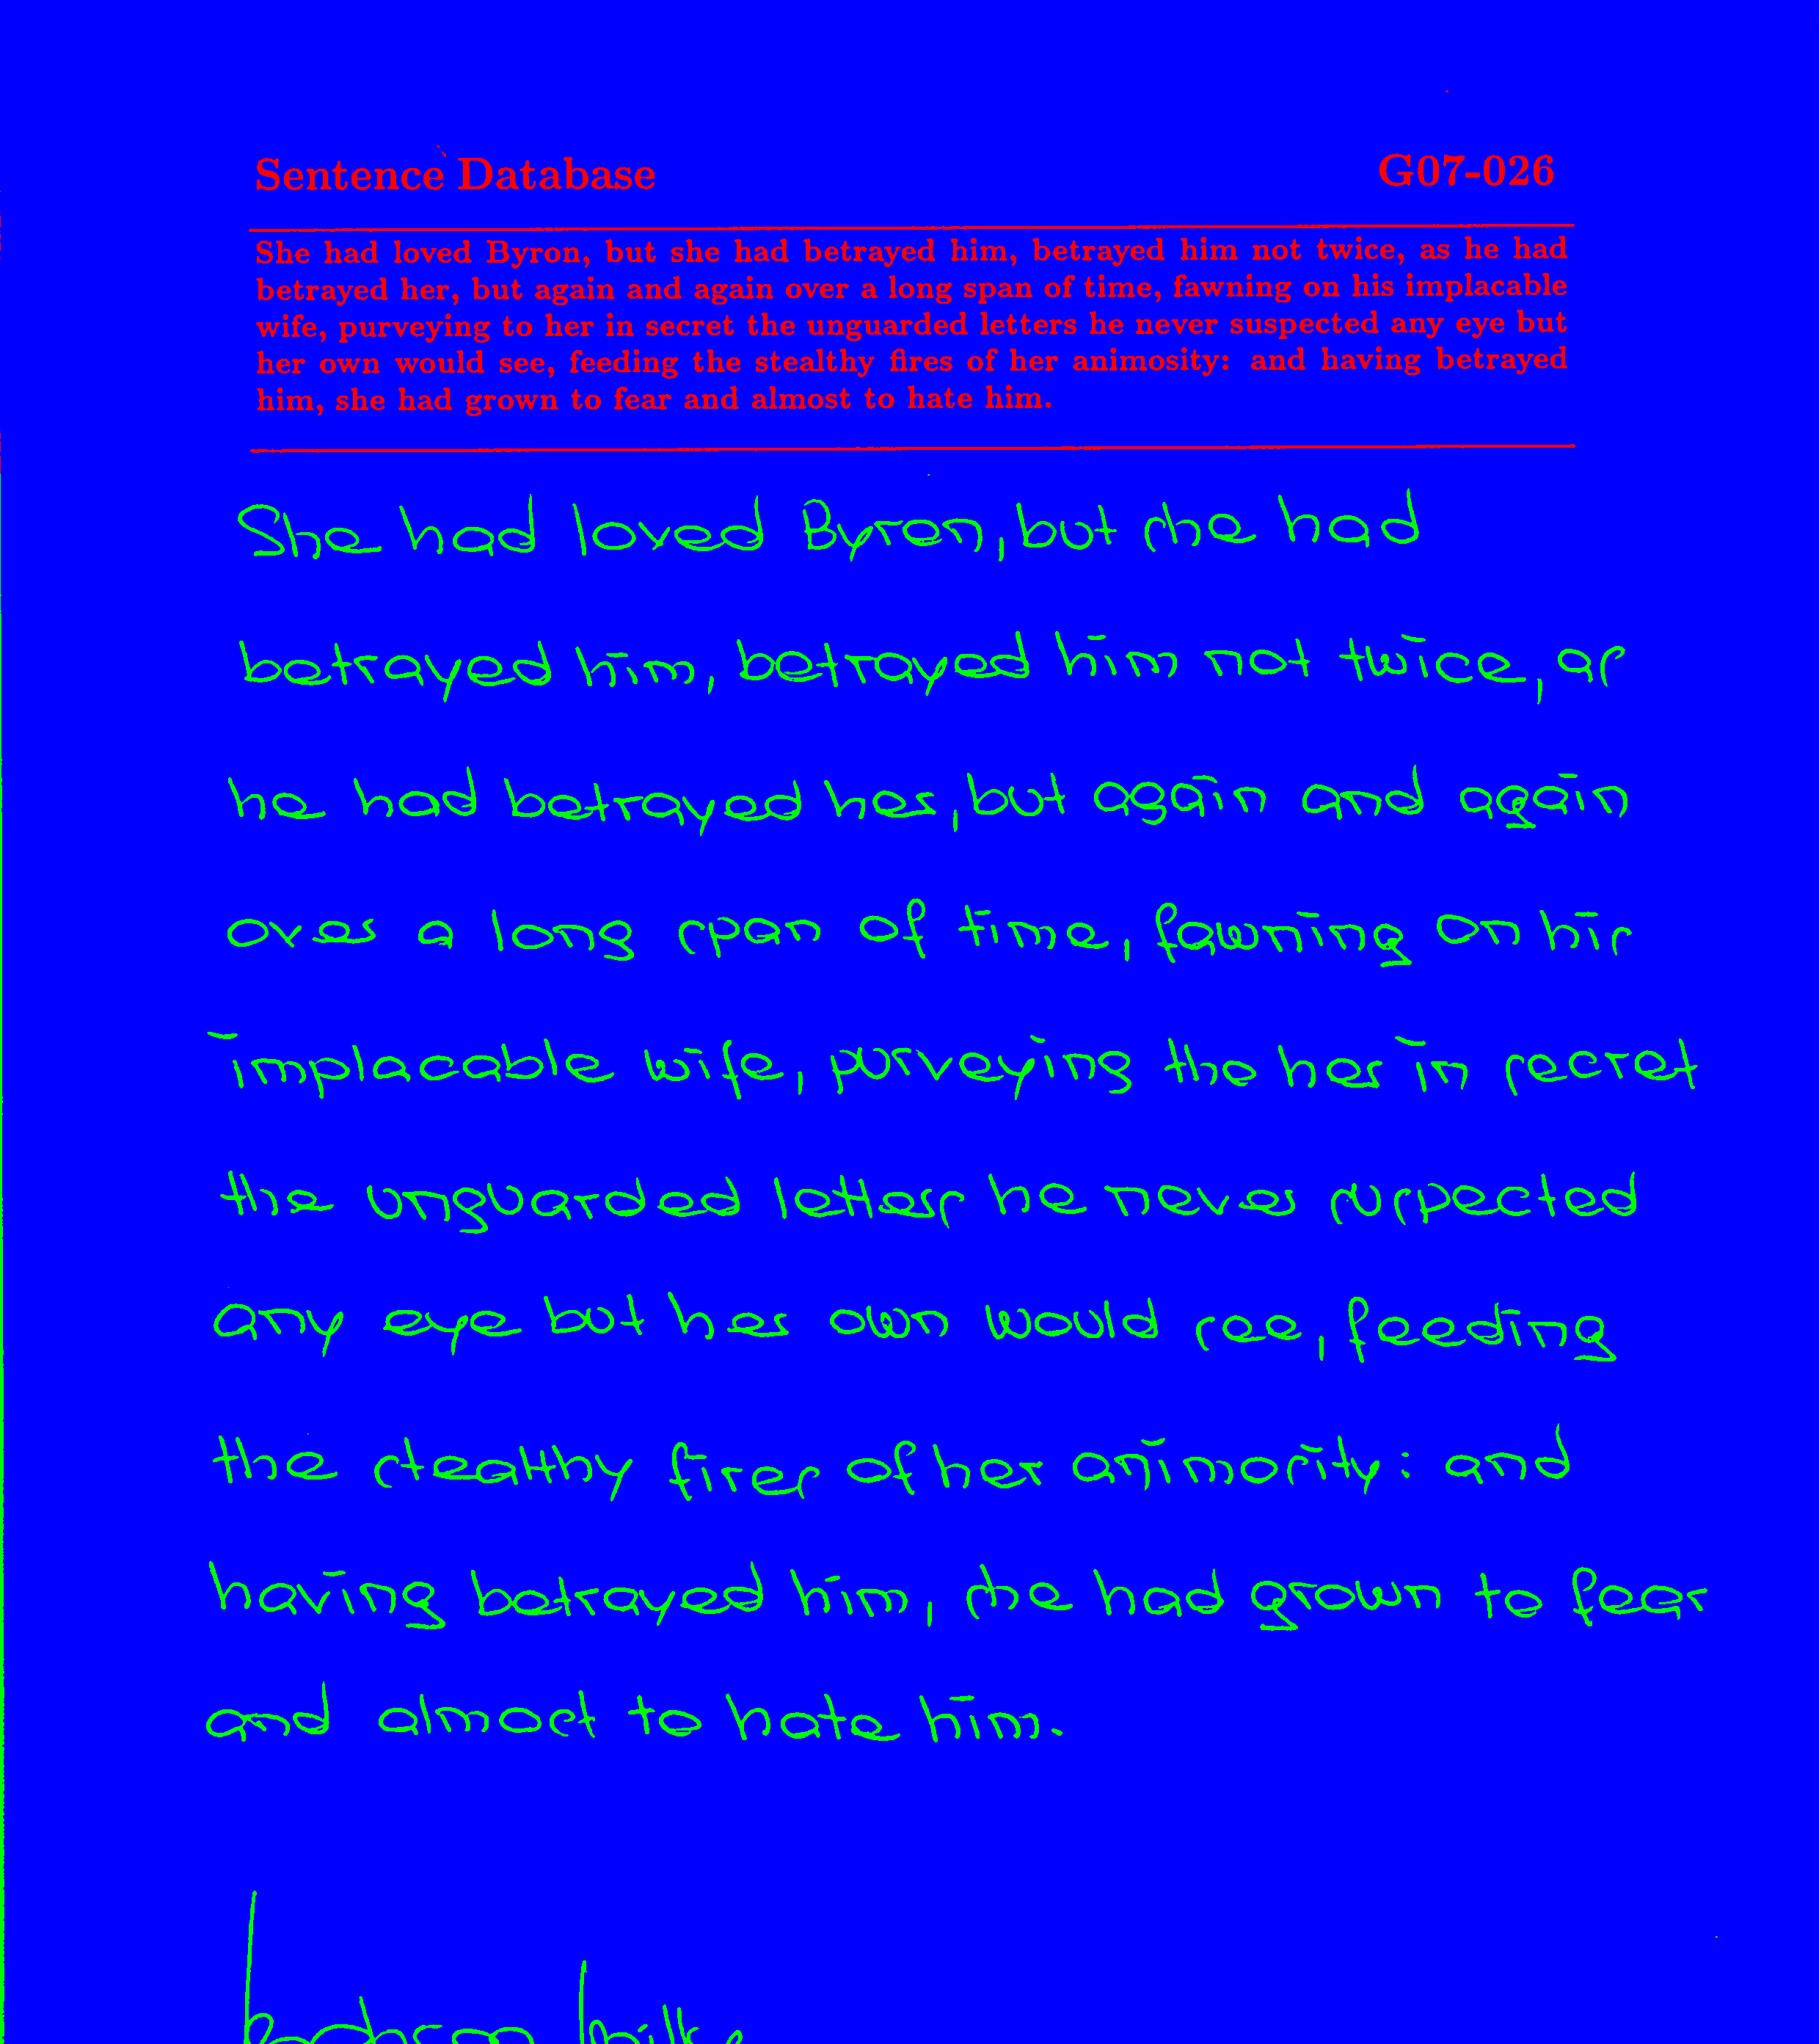 Sentence Database G07-026
She had loved Byron, but she had betrayed him, betrayed him not twice, as he had
betrayed her, but again and again over a long span of time, fawning on his implacable
wife, purveying to her in secret the unguarded letters he never suspected any eye but
her own would see, feeding the stealthy fires of her animosity: and having betrayed
him, she had grown to fear and almost to hate him.
She had loved Byron, but she had
betrayed him, betrayed him not twice, as
he had betrayed her, but again and again
over a long span of time, fawning on his
implacable wife, purveying the her in secret
the unguarded letters he never suspected
any eye but her own would see, feeding
the stealthy fires of her animosity: and
having betrayed him, she had grown to fear
and almost to hate him.